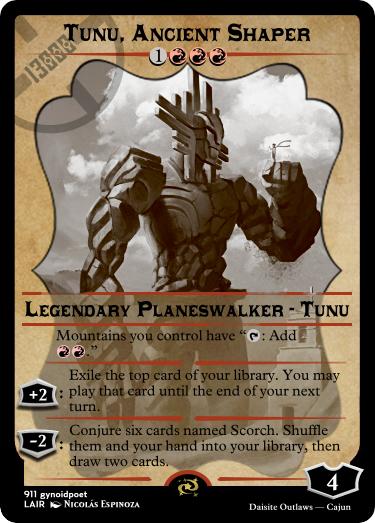 Tunu, Ancient Shaper
1
13000
Legendary Planeswalker - Tunu
Mountains you control have “: Add
.”
+2: Exile the top card of your library. You may
play that card until the end of your next
turn.
-2: Conjure six cards named Scorch. Shuffle
them and your hand into your library, then
draw two cards.
4
911 gynoidpoet
LAIR Nicolás Espinoza
Daisite Outlaws — Cajun